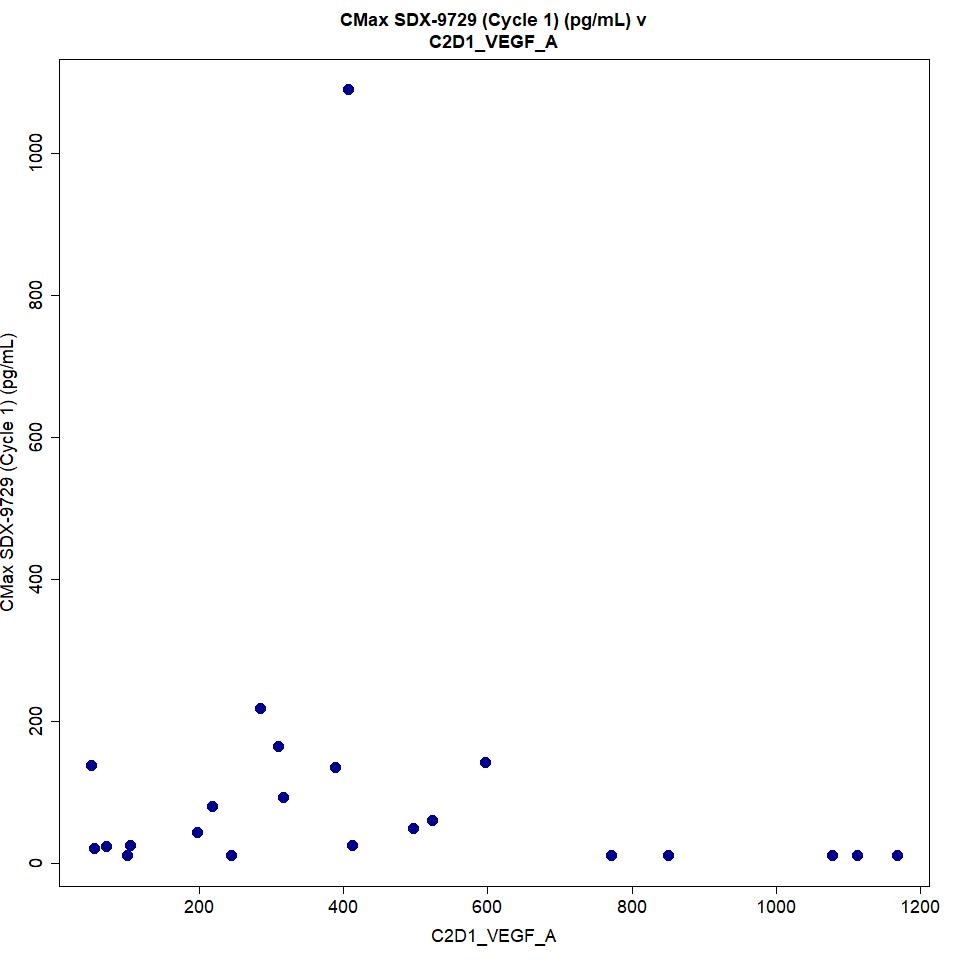 CMax SDX-9729 (Cycle 1) (pg/mL) v
C2D1_VEGF_A
CMax SDX-9729 (Cycle 1) (pg/mL)
1000
800
600
400
200
0
200 400 600 800 1000 1200
C2D1_VEGF_A